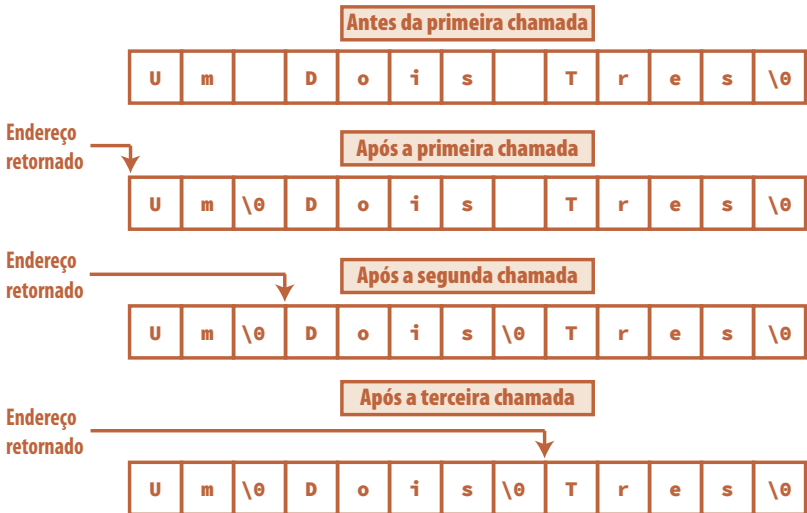 Antes da primeira chamada
U m D o i s T r e s \0
Endereço
retornado
Após a primeira chamada
U m \0 D o i s T r e s \0
Endereço
retornado
Após a segunda chamada
U m \0 D o i s \0 T r e s \0
Endereço
retornado
Após a terceira chamada
U m \0 D o i s \0 T r e s \0